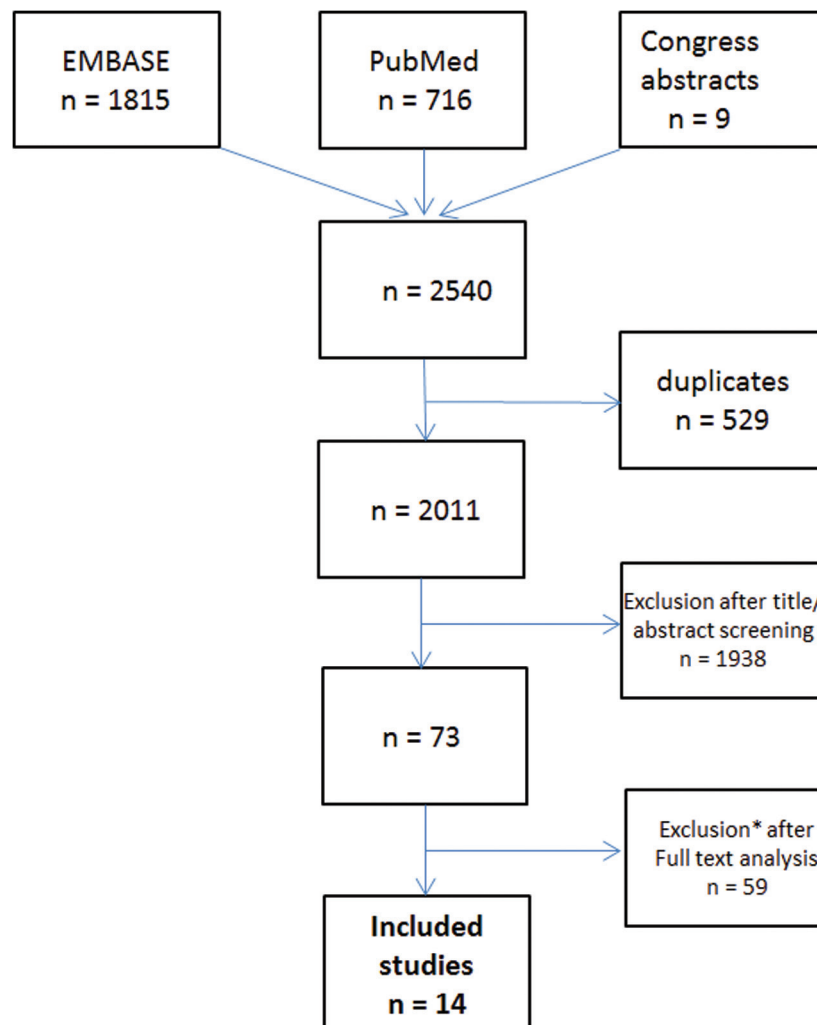 EMBASE
n = 1815
PubMed
n = 716
Congress
abstracts
n = 9
n = 2540
duplicates
n = 529
n = 2011
Exclusion after title/
abstract screening
n = 1938
n = 73
Exclusion* after
Full text analysis
n = 59
Included
studies
n = 14